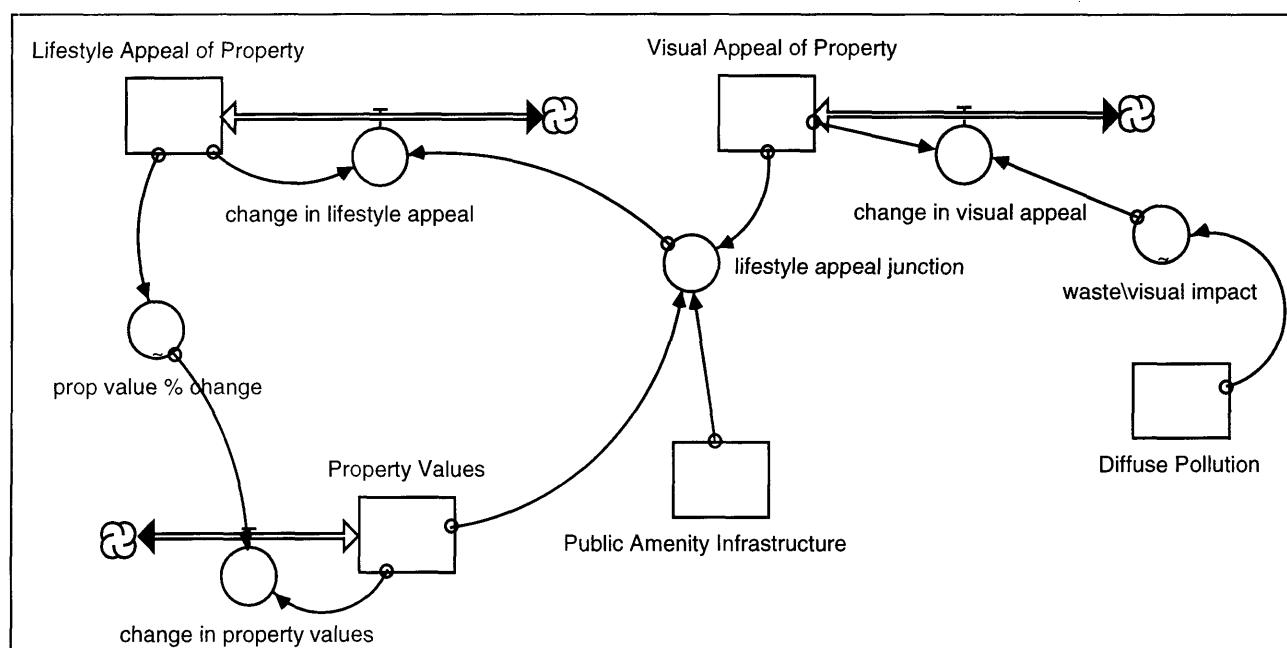 Lifestyle Appeal of Property
Visual Appeal of Property
change in lifestyle appeal
change in visual appeal
lifestyle appeal junction
waste\visual impact
prop value % change
Property Values
Diffuse Pollution
Public Amenity Infrastructure
change in property values